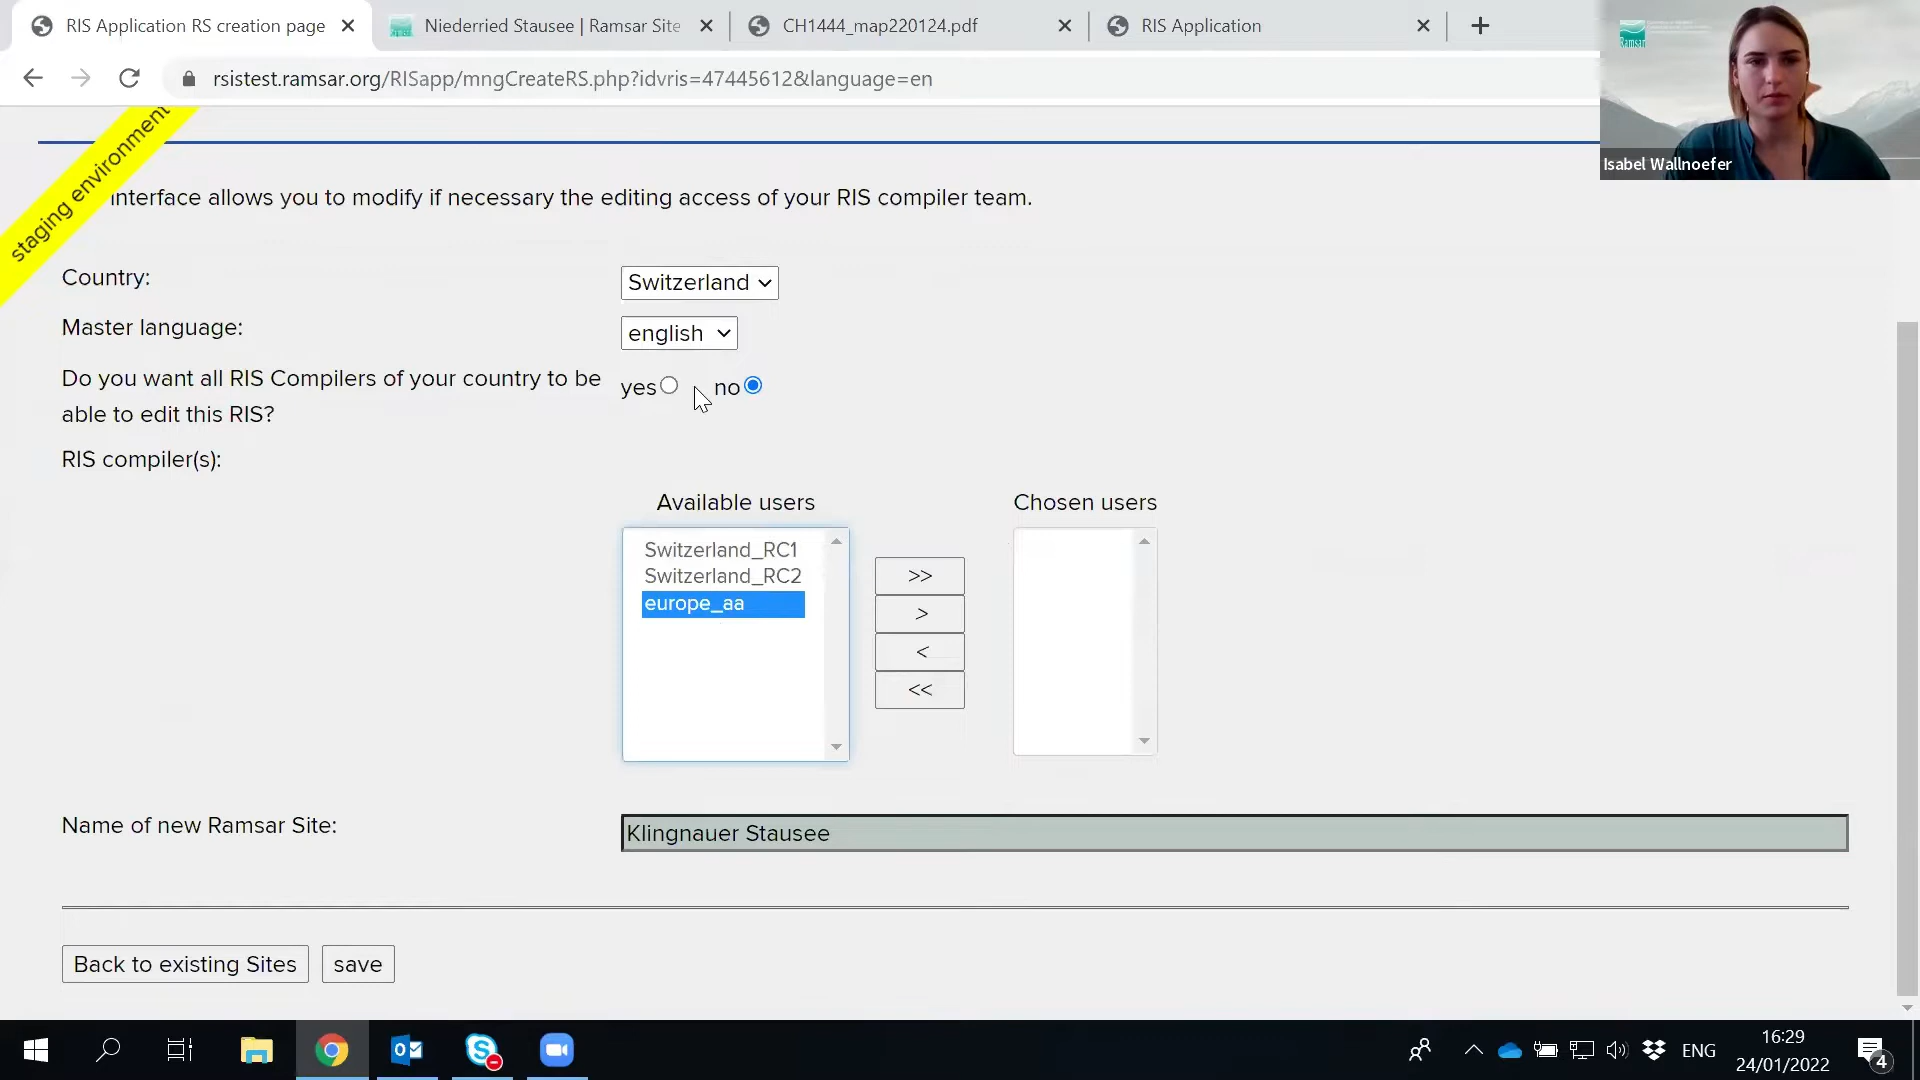 RIS Application RS creation page
Niederried Stausee | Ramsar Site
CH1444_map220124.pdf
RIS Application
rsistest.ramsar.org/RISapp/mngCreateRS.php?idvris=47445612&language=en
Ramsar
Isabel Wallnoefer
staging environment
interface allows you to modify if necessary the editing access of your RIS compiler team.
Country:
Switzerland
Master language:
english
Do you want all RIS Compilers of your country to be
able to edit this RIS?
yes no
RIS compiler(s):
Available users
Chosen users
Switzerland_RC1
Switzerland_RC2
europe_aa
>>
>
<
<<
Name of new Ramsar Site:
Klingnauer Stausee
Back to existing Sites
save
ENG
16:29
24/01/2022
4